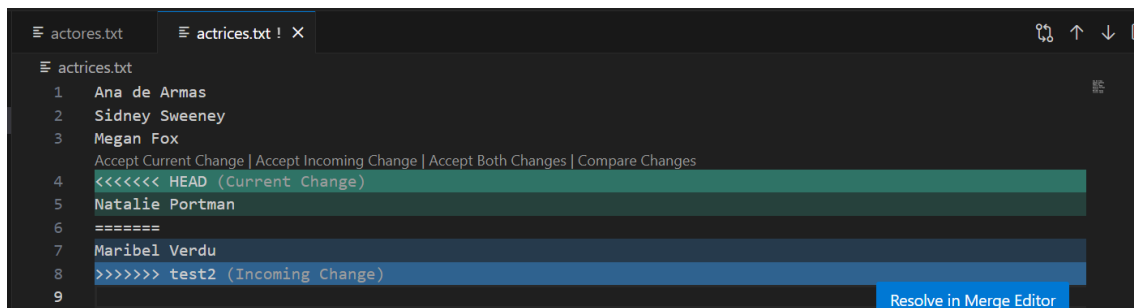 actores.txt
actrices.txt !
actrices.txt
1 Ana de Armas
2 Sidney Sweeney
3 Megan Fox
Accept Current Change | Accept Incoming Change | Accept Both Changes | Compare Changes
4 <<<<<<< HEAD (Current Change)
5 Natalie Portman
6 =======
7 Maribel Verdu
8 >>>>>>> test2 (Incoming Change)
9
Resolve in Merge Editor